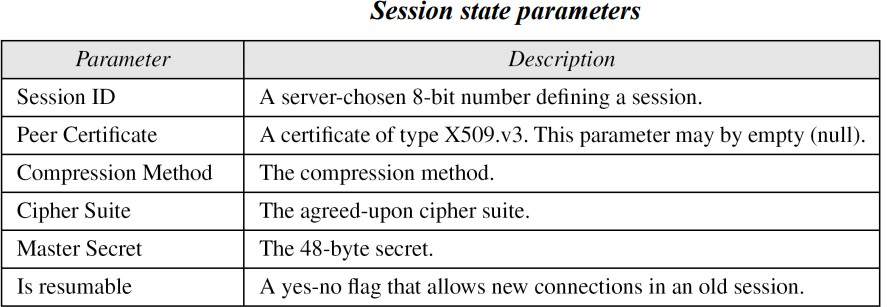 Session state parameters
Parameter Description
Session ID A server-chosen 8-bit number defining a session.
Peer Certificate A certificate of type X509.v3. This parameter may by empty (null).
Compression Method The compression method.
Cipher Suite The agreed-upon cipher suite.
Master Secret The 48-byte secret.
Is resumable A yes-no flag that allows new connections in an old session.